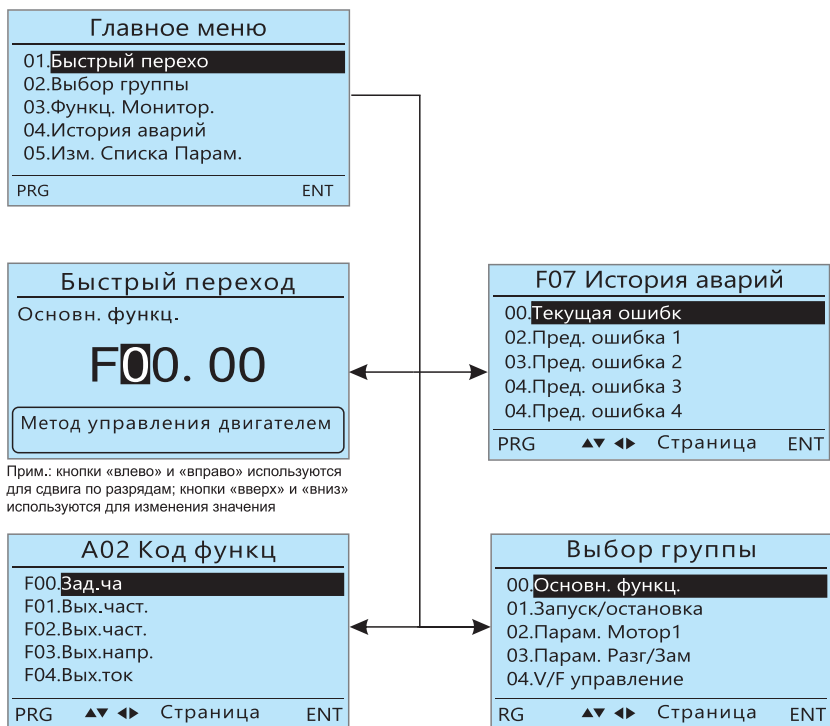 Главное меню
01.Быстрый перехо
02.Выбор группы
03.Функц. Монитор.
04.История аварий
05.Изм. Списка Парам.
PRG ENT
Быстрый переход
Основн. функц.
F00. 00
Метод управления двигателем
Прим.: кнопки «влево» и «вправо» используются
для сдвига по разрядам; кнопки «вверх» и «вниз»
используются для изменения значения
F07 История аварий
00.Текущая ошибк
02.Пред. ошибка 1
03.Пред. ошибка 2
04.Пред. ошибка 3
04.Пред. ошибка 4
PRG ▲▼ ◀▶ Страница ENT
A02 Код функц
F00.Зад.ча
F01.Вых.част.
F02.Вых.част.
F03.Вых.напр.
F04.Вых.ток
PRG ▲▼ ◀▶ Страница ENT
Выбор группы
00.Основн. функц.
01.Запуск/остановка
02.Парам. Мотор1
03.Парам. Разг/Зам
04.V/F управление
RG ▲▼ ◀▶ Страница ENT